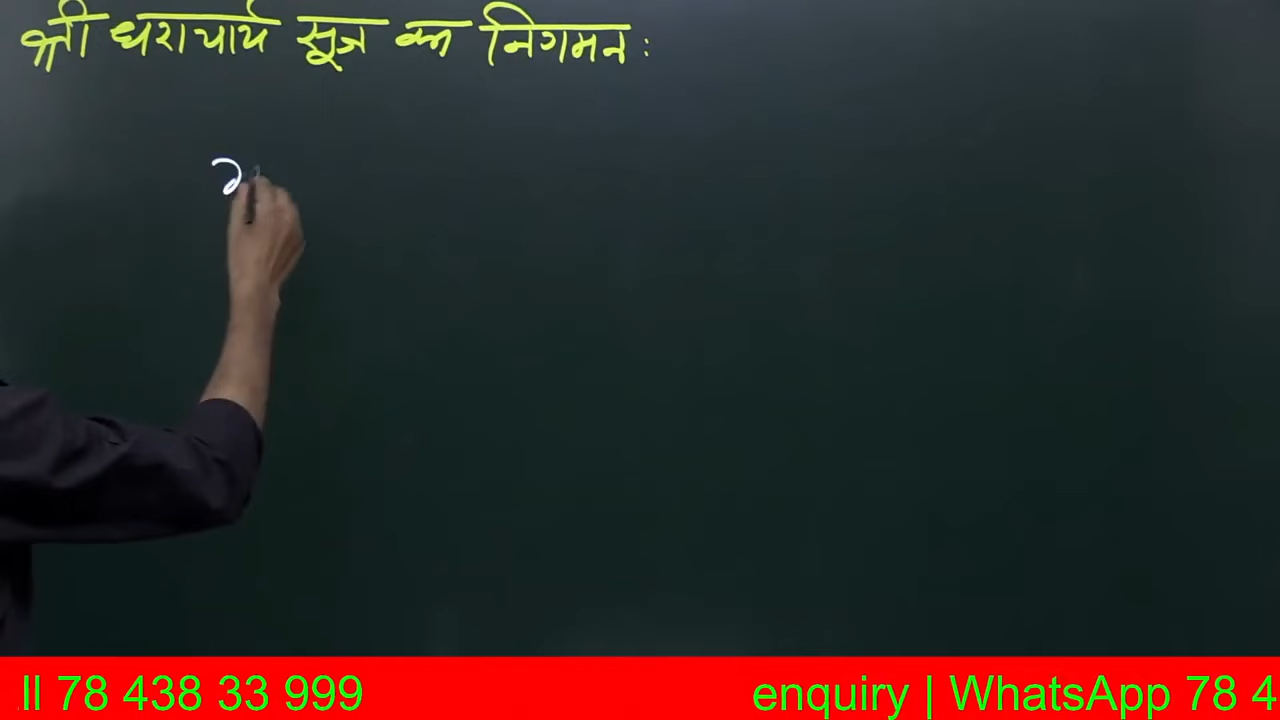 श्री धराचार्य सूत्र का निगमन :
ll 78 438 33 999
enquiry | WhatsApp 78 4